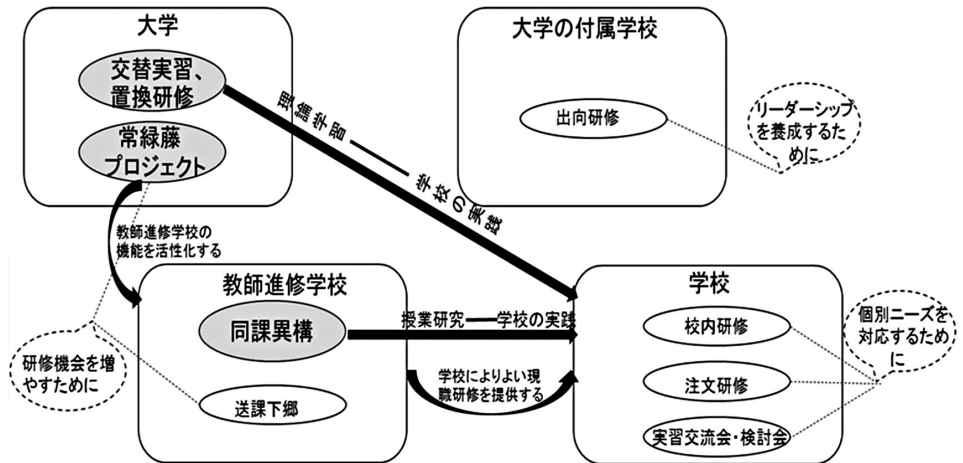 大学
交替実習、
置換研修
常緑藤
プロジェクト
大学の付属学校
出向研修
リーダーシップ
を養成するた
めに
理論学習――学校の実践
教師進修学校の
機能を活性化する
教師進修学校
同課異構
送課下郷
研修機会を増
やすために
授業研究――学校の実践
学校によりよい現
職研修を提供する
学校
校内研修
注文研修
実習交流会・検討会
個別ニーズを
対応するため
に